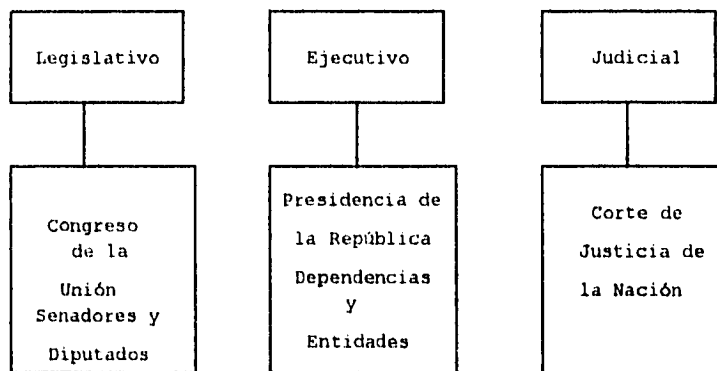 Legislativo
Ejecutivo
Judicial
Congreso
de la
Unión
Senadores y
Diputados
Presidencia de
la República
Dependencias
y
Entidades
Corte de
Justicia de
la Nación